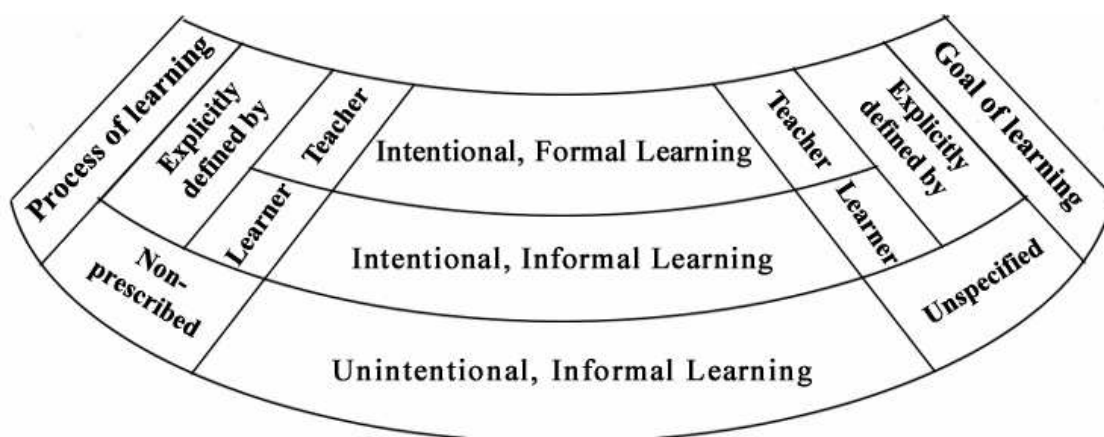 Process of learning
Explicitly
defined by
Teacher
Learner
Non-
prescribed
Intentional, Formal Learning
Intentional, Informal Learning
Unintentional, Informal Learning
Teacher
Learner
Explicitly
defined by
Goal of learning
Unspecified